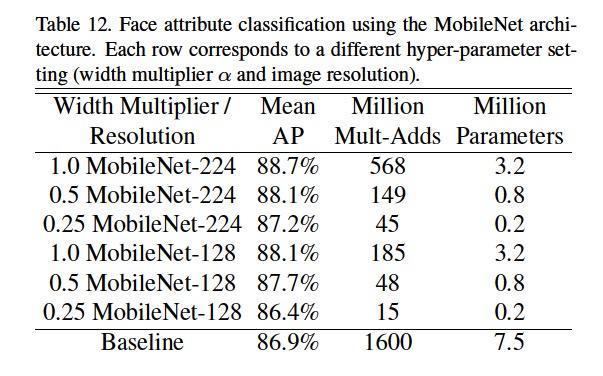 Table 12. Face attribute classification using the MobileNet archi-
tecture. Each row corresponds to a different hyper-parameter set-
ting (width multiplier α and image resolution).
Width Multiplier / Mean Million Million
Resolution AP Mult-Adds Parameters
1.0 MobileNet-224 88.7% 568 3.2
0.5 MobileNet-224 88.1% 149 0.8
0.25 MobileNet-224 87.2% 45 0.2
1.0 MobileNet-128 88.1% 185 3.2
0.5 MobileNet-128 87.7% 48 0.8
0.25 MobileNet-128 86.4% 15 0.2
Baseline 86.9% 1600 7.5